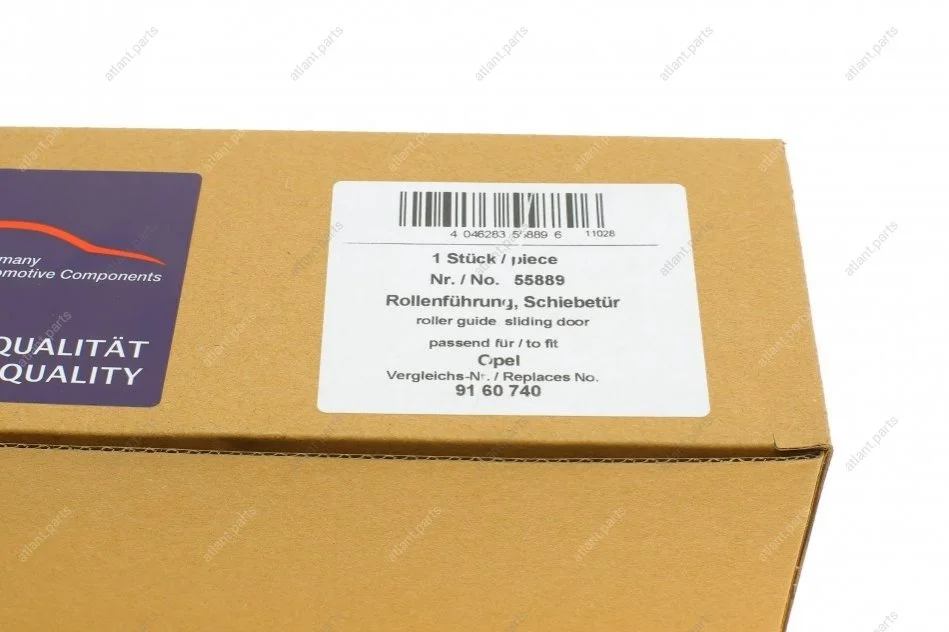 many
omotive Components
QUALITÄT
QUALITY
4 046283 55889 6 11028
1 Stück / piece
Nr. / No. 55889
Rollenführung, Schiebetür
roller guide sliding door
passend für / to fit
Opel
Vergleichs-Nr. / Replaces No.
91 60 740
atlant.parts